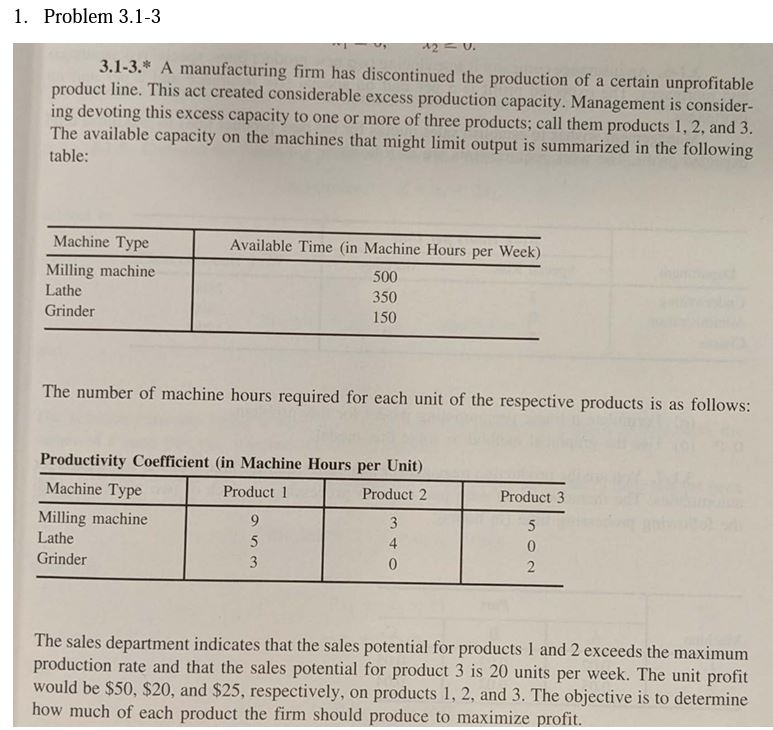 1. Problem 3.1-3
x2 = 0.
3.1-3.* A manufacturing firm has discontinued the production of a certain unprofitable
product line. This act created considerable excess production capacity. Management is consider-
ing devoting this excess capacity to one or more of three products; call them products 1, 2, and 3.
The available capacity on the machines that might limit output is summarized in the following
table:
Machine Type Available Time (in Machine Hours per Week)
Milling machine 500
Lathe 350
Grinder 150
The number of machine hours required for each unit of the respective products is as follows:
Productivity Coefficient (in Machine Hours per Unit)
Machine Type Product 1 Product 2 Product 3
Milling machine 9 3 5
Lathe 5 4 0
Grinder 3 0 2
The sales department indicates that the sales potential for products 1 and 2 exceeds the maximum
production rate and that the sales potential for product 3 is 20 units per week. The unit profit
would be $50, $20, and $25, respectively, on products 1, 2, and 3. The objective is to determine
how much of each product the firm should produce to maximize profit.